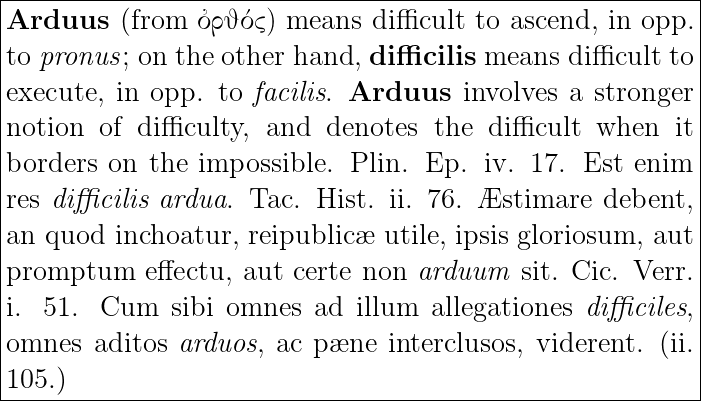 Arduus (from ὀρϑός) means difficult to ascend, in opp.
to pronus; on the other hand, difficilis means difficult to
execute, in opp. to facilis. Arduus involves a stronger
notion of difficulty, and denotes the difficult when it
borders on the impossible. Plin. Ep. iv. 17. Est enim
res difficilis ardua. Tac. Hist. ii. 76. Æstimare debent,
an quod inchoatur, reipublicæ utile, ipsis gloriosum, aut
promptum effectu, aut certe non arduum sit. Cic. Verr.
i. 51. Cum sibi omnes ad illum allegationes difficiles,
omnes aditos arduos, ac pæne interclusos, viderent. (ii.
105.)